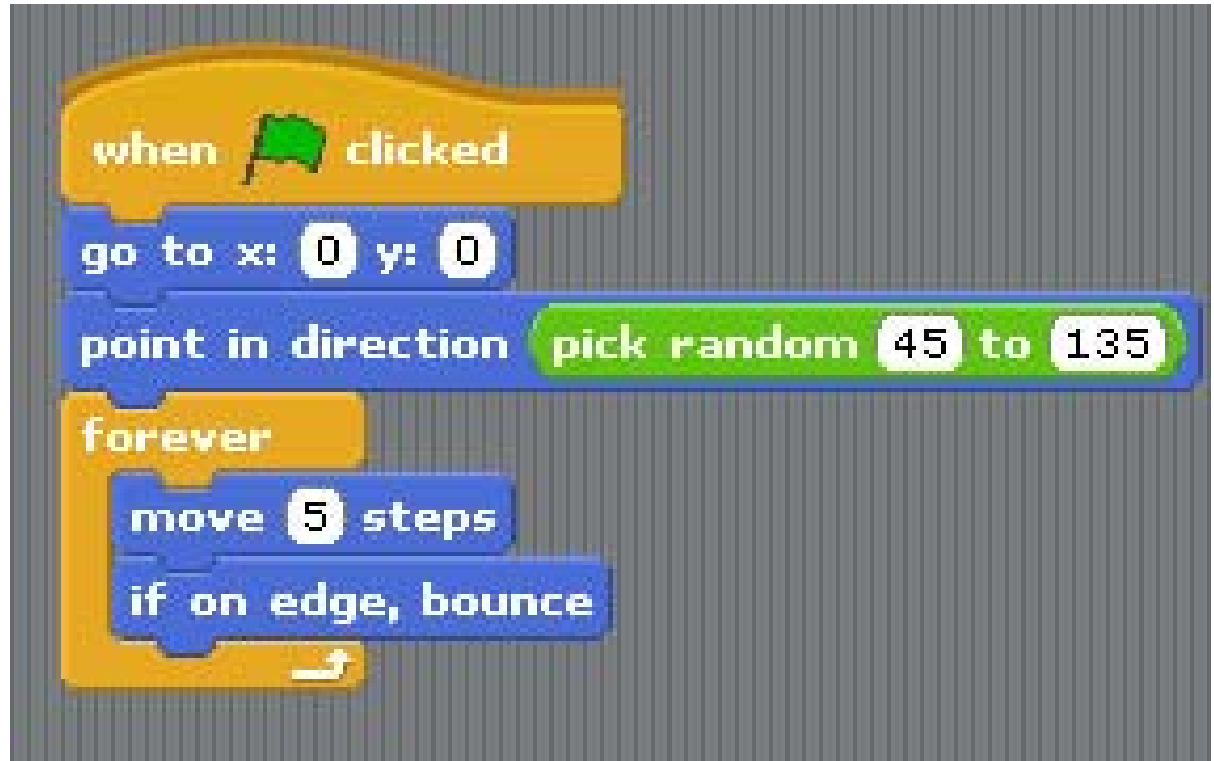 when clicked
go to x: 0 y: 0
point in direction pick random 45 to 135
forever
move 5 steps
if on edge, bounce